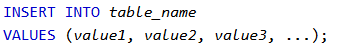 INSERT INTO table_name
VALUES (value1, value2, value3, ...);